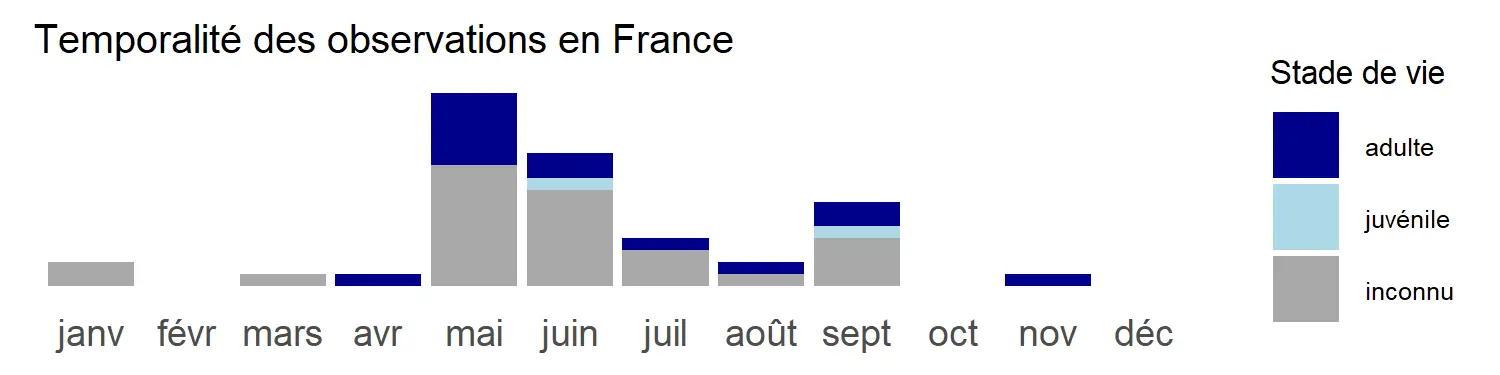 Temporalité des observations en France
Stade de vie
adulte
juvénile
inconnu
janv févr mars avr mai juin juil août sept oct nov déc